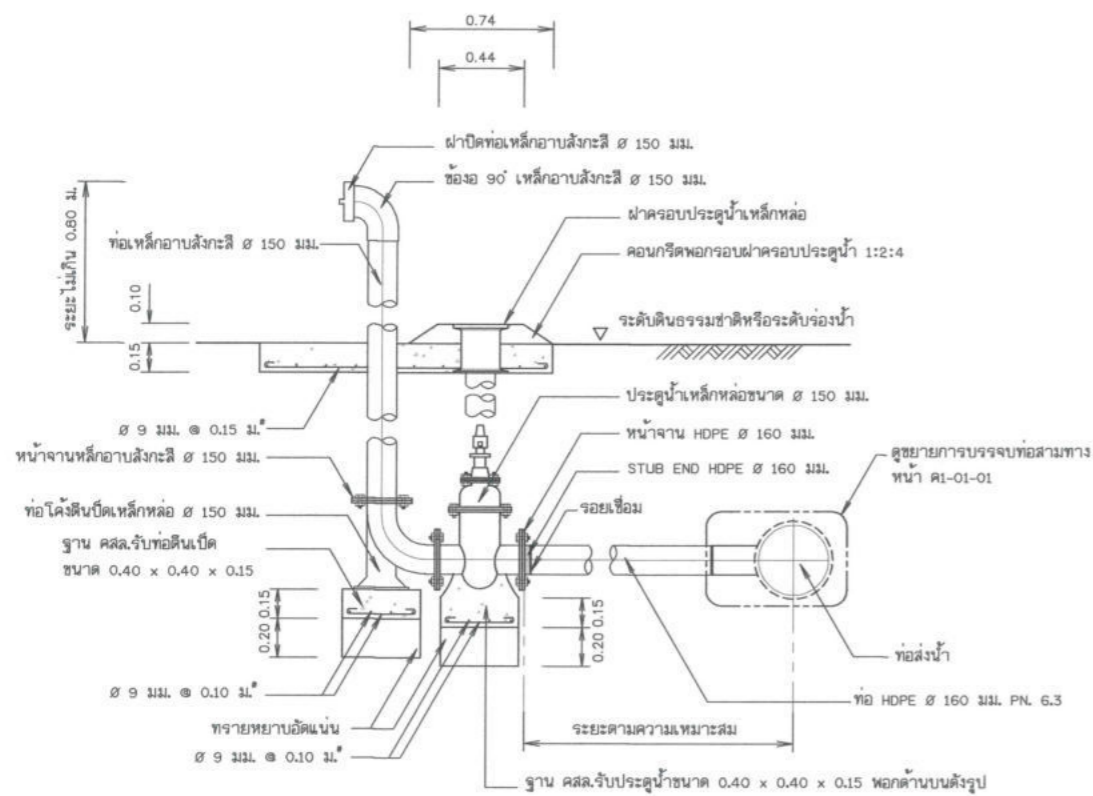 0.74
0.44
ฝาปิดท่อเหล็กอาบสังกะสี Ø 150 มม.
ข้องอ 90° เหล็กอาบสังกะสี Ø 150 มม.
ฝาครอบประตูน้ำเหล็กหล่อ
ท่อเหล็กอาบสังกะสี Ø 150 มม.
คอนกรีตพอกรอบฝาครอบประตูน้ำ 1:2:4
ระยะไม่เกิน 0.80 ม.
0.10
0.15
ระดับดินธรรมชาติหรือระดับร่องน้ำ
ประตูน้ำเหล็กหล่อขนาด Ø 150 มม.
Ø 9 มม. @ 0.15 ม.#
หน้าจาน HDPE Ø 160 มม.
ดูขยายการบรรจบท่อสามทาง
หน้า ค1-01-01
หน้าจานหล็กอาบสังกะสี Ø 150 มม.
STUB END HDPE Ø 160 มม.
ท่อโค้งตีนป็ดเหล็กหล่อ Ø 150 มม.
รอยเชื่อม
ฐาน คสล.รับท่อตีนเป็ด
ขนาด 0.40 x 0.40 x 0.15
0.15
0.20
0.15
0.20
ท่อส่งน้ำ
Ø 9 มม. @ 0.10 ม.#
ท่อ HDPE Ø 160 มม. PN. 6.3
ทรายหยาบอัดแน่น
ระยะตามความเหมาะสม
Ø 9 มม. @ 0.10 ม.#
ฐาน คสล.รับประตูน้ำขนาด 0.40 x 0.40 x 0.15 พอกด้านบนดังรูป